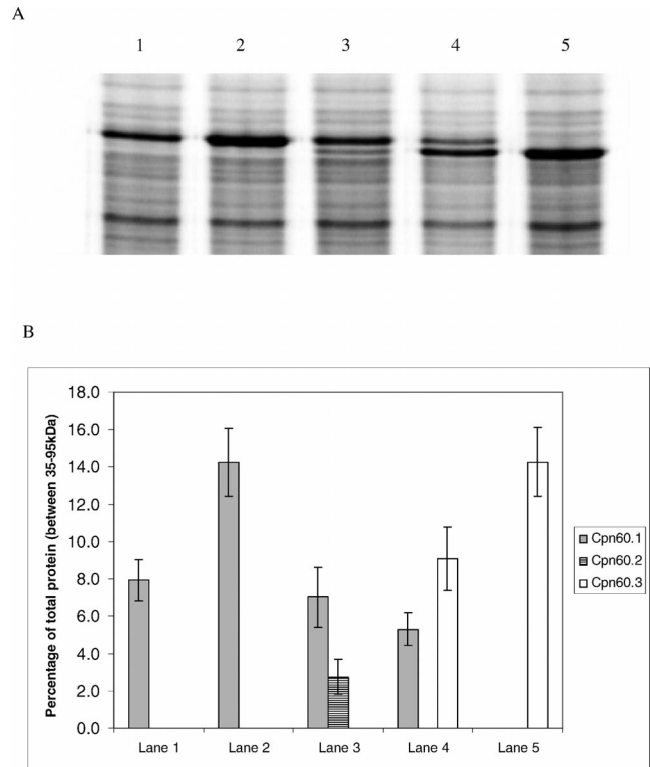 A
1 2 3 4 5
B
18.0
16.0
14.0
12.0
10.0
8.0
6.0
4.0
2.0
0.0
Percentage of total protein (between 35-95kDa)
Lane 1 Lane 2 Lane 3 Lane 4 Lane 5
Cpn60.1
Cpn60.2
Cpn60.3